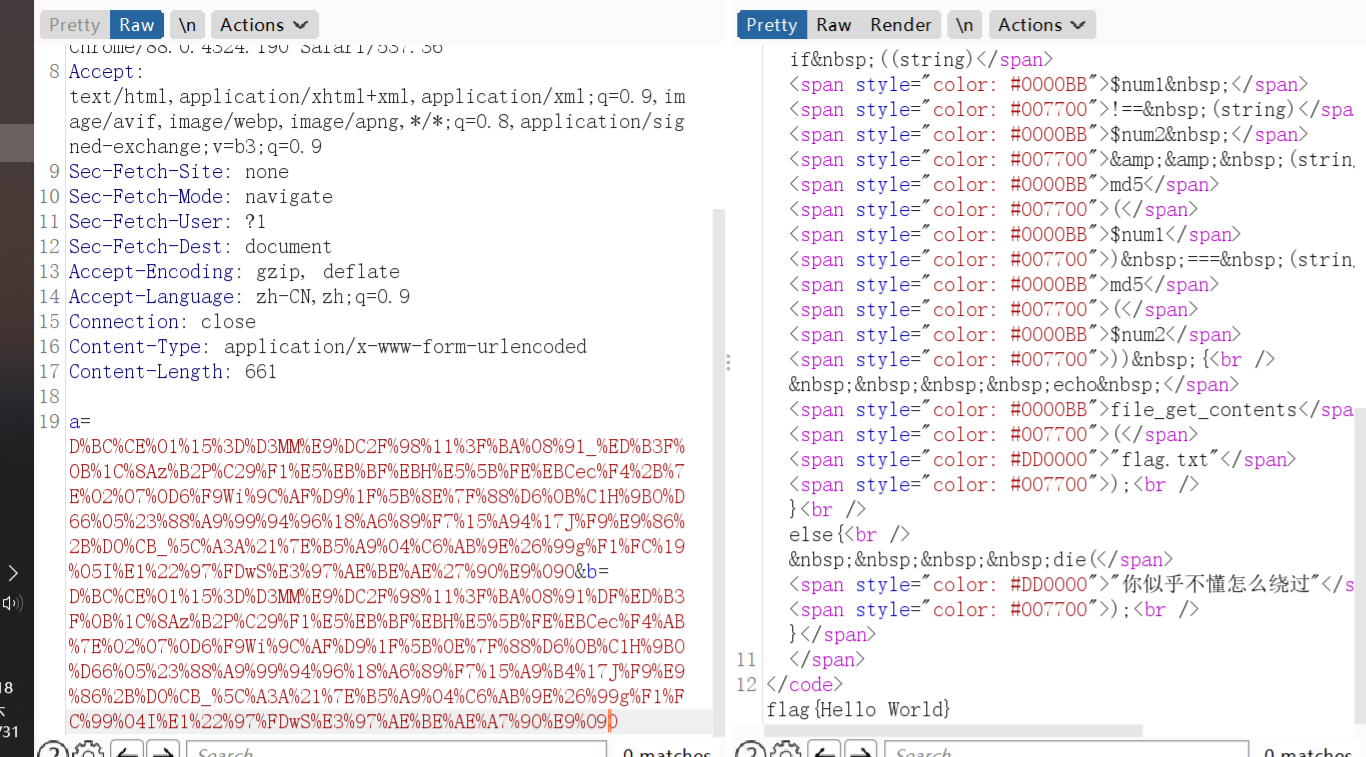 Pretty Raw \n Actions
Chrome/88.0.4324.190 Safari/537.36
8 Accept:
text/html,application/xhtml+xml,application/xml;q=0.9,im
age/avif,image/webp,image/apng,*/*;q=0.8,application/sig
ned-exchange;v=b3;q=0.9
9 Sec-Fetch-Site: none
10 Sec-Fetch-Mode: navigate
11 Sec-Fetch-User: ?1
12 Sec-Fetch-Dest: document
13 Accept-Encoding: gzip, deflate
14 Accept-Language: zh-CN,zh;q=0.9
15 Connection: close
16 Content-Type: application/x-www-form-urlencoded
17 Content-Length: 661
18
19 a=
D%BC%CE%01%15%3D%D3MM%E9%DC2F%98%11%3F%BA%08%91_%ED%B3F%
0B%1C%8Az%B2P%C29%F1%E5%EB%BF%EBH%E5%5B%FE%EBCec%F4%2B%7
E%02%07%0D6%F9Wi%9C%AF%D9%1F%5B%8E%7F%88%D6%0B%C1H%9B0%D
66%05%23%88%A9%99%94%96%18%A6%89%F7%15%A94%17J%F9%E9%86%
2B%D0%CB_%5C%A3A%21%7E%B5%A9%04%C6%AB%9E%26%99g%F1%FC%19
%05I%E1%22%97%FDwS%E3%97%AE%BE%AE%27%90%E9%090&b=
D%BC%CE%01%15%3D%D3MM%E9%DC2F%98%11%3F%BA%08%91%DF%ED%B3
F%0B%1C%8Az%B2P%C29%F1%E5%EB%BF%EBH%E5%5B%FE%EBCec%F4%AB
%7E%02%07%0D6%F9Wi%9C%AF%D9%1F%5B%0E%7F%88%D6%0B%C1H%9B0
%D66%05%23%88%A9%99%94%96%18%A6%89%F7%15%A9%B4%17J%F9%E9
%86%2B%D0%CB_%5C%A3A%21%7E%B5%A9%04%C6%AB%9E%26%99g%F1%F
C%99%04I%E1%22%97%FDwS%E3%97%AE%BE%AE%A7%90%E9%090
Search...
0 matches
18
/31
Pretty Raw Render \n Actions
if&nbsp;((string)</span>
<span style="color: #0000BB">$num1&nbsp;</span>
<span style="color: #007700">!==&nbsp;(string)</spa
<span style="color: #0000BB">$num2&nbsp;</span>
<span style="color: #007700">&amp;&amp;&nbsp;(strin
<span style="color: #0000BB">md5</span>
<span style="color: #007700">(</span>
<span style="color: #0000BB">$num1</span>
<span style="color: #007700">)&nbsp;===&nbsp;(strin
<span style="color: #0000BB">md5</span>
<span style="color: #007700">(</span>
<span style="color: #0000BB">$num2</span>
<span style="color: #007700">))&nbsp;{<br />
&nbsp;&nbsp;&nbsp;&nbsp;echo&nbsp;</span>
<span style="color: #0000BB">file_get_contents</spa
<span style="color: #007700">(</span>
<span style="color: #DD0000">"flag.txt"</span>
<span style="color: #007700">);<br />
}<br />
else{<br />
&nbsp;&nbsp;&nbsp;&nbsp;die(</span>
<span style="color: #DD0000">"你似乎不懂怎么绕过"</s
<span style="color: #007700">);<br />
}</span>
11 </span>
12 </code>
flag{Hello World}
Search...
0 matches